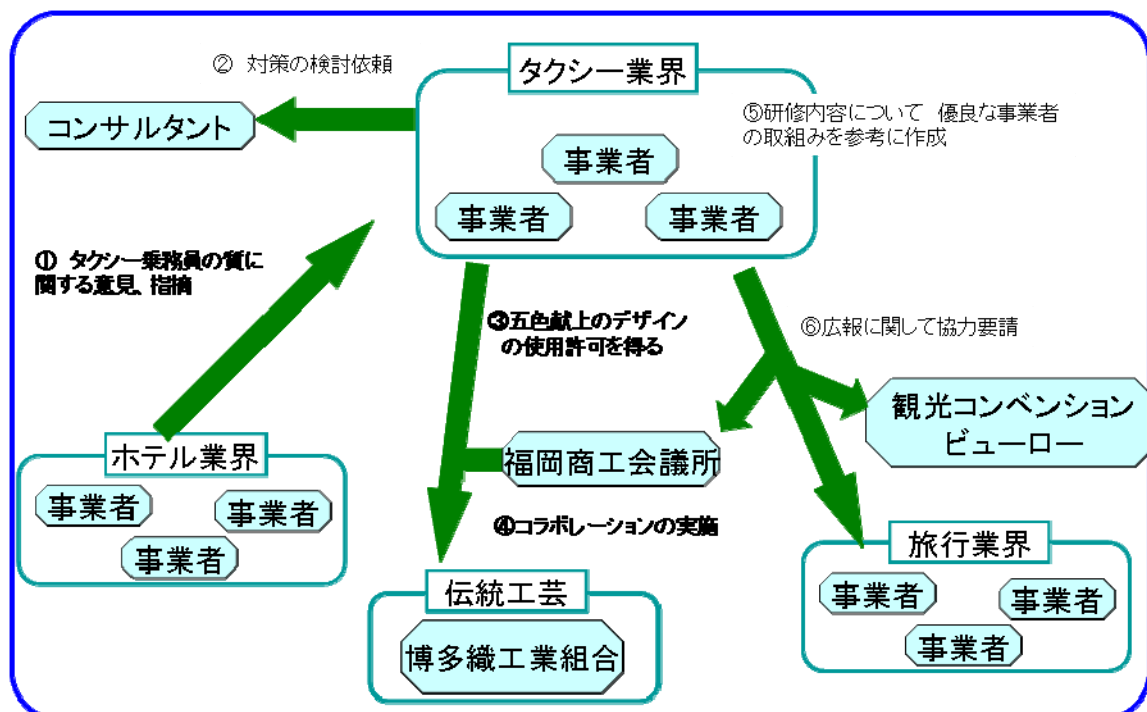 ② 対策の検討依頼
タクシー業界
コンサルタント
⑤研修内容について 優良な事業者
の取組みを参考に作成
事業者
事業者
事業者
① タクシー乗務員の質に
関する意見、指摘
③五色献上のデザイン
の使用許可を得る
⑥広報に関して協力要請
観光コンベンション
ビューロー
ホテル業界
福岡商工会議所
事業者
事業者
事業者
④コラボレーションの実施
旅行業界
伝統工芸
事業者
事業者
事業者
博多織工業組合